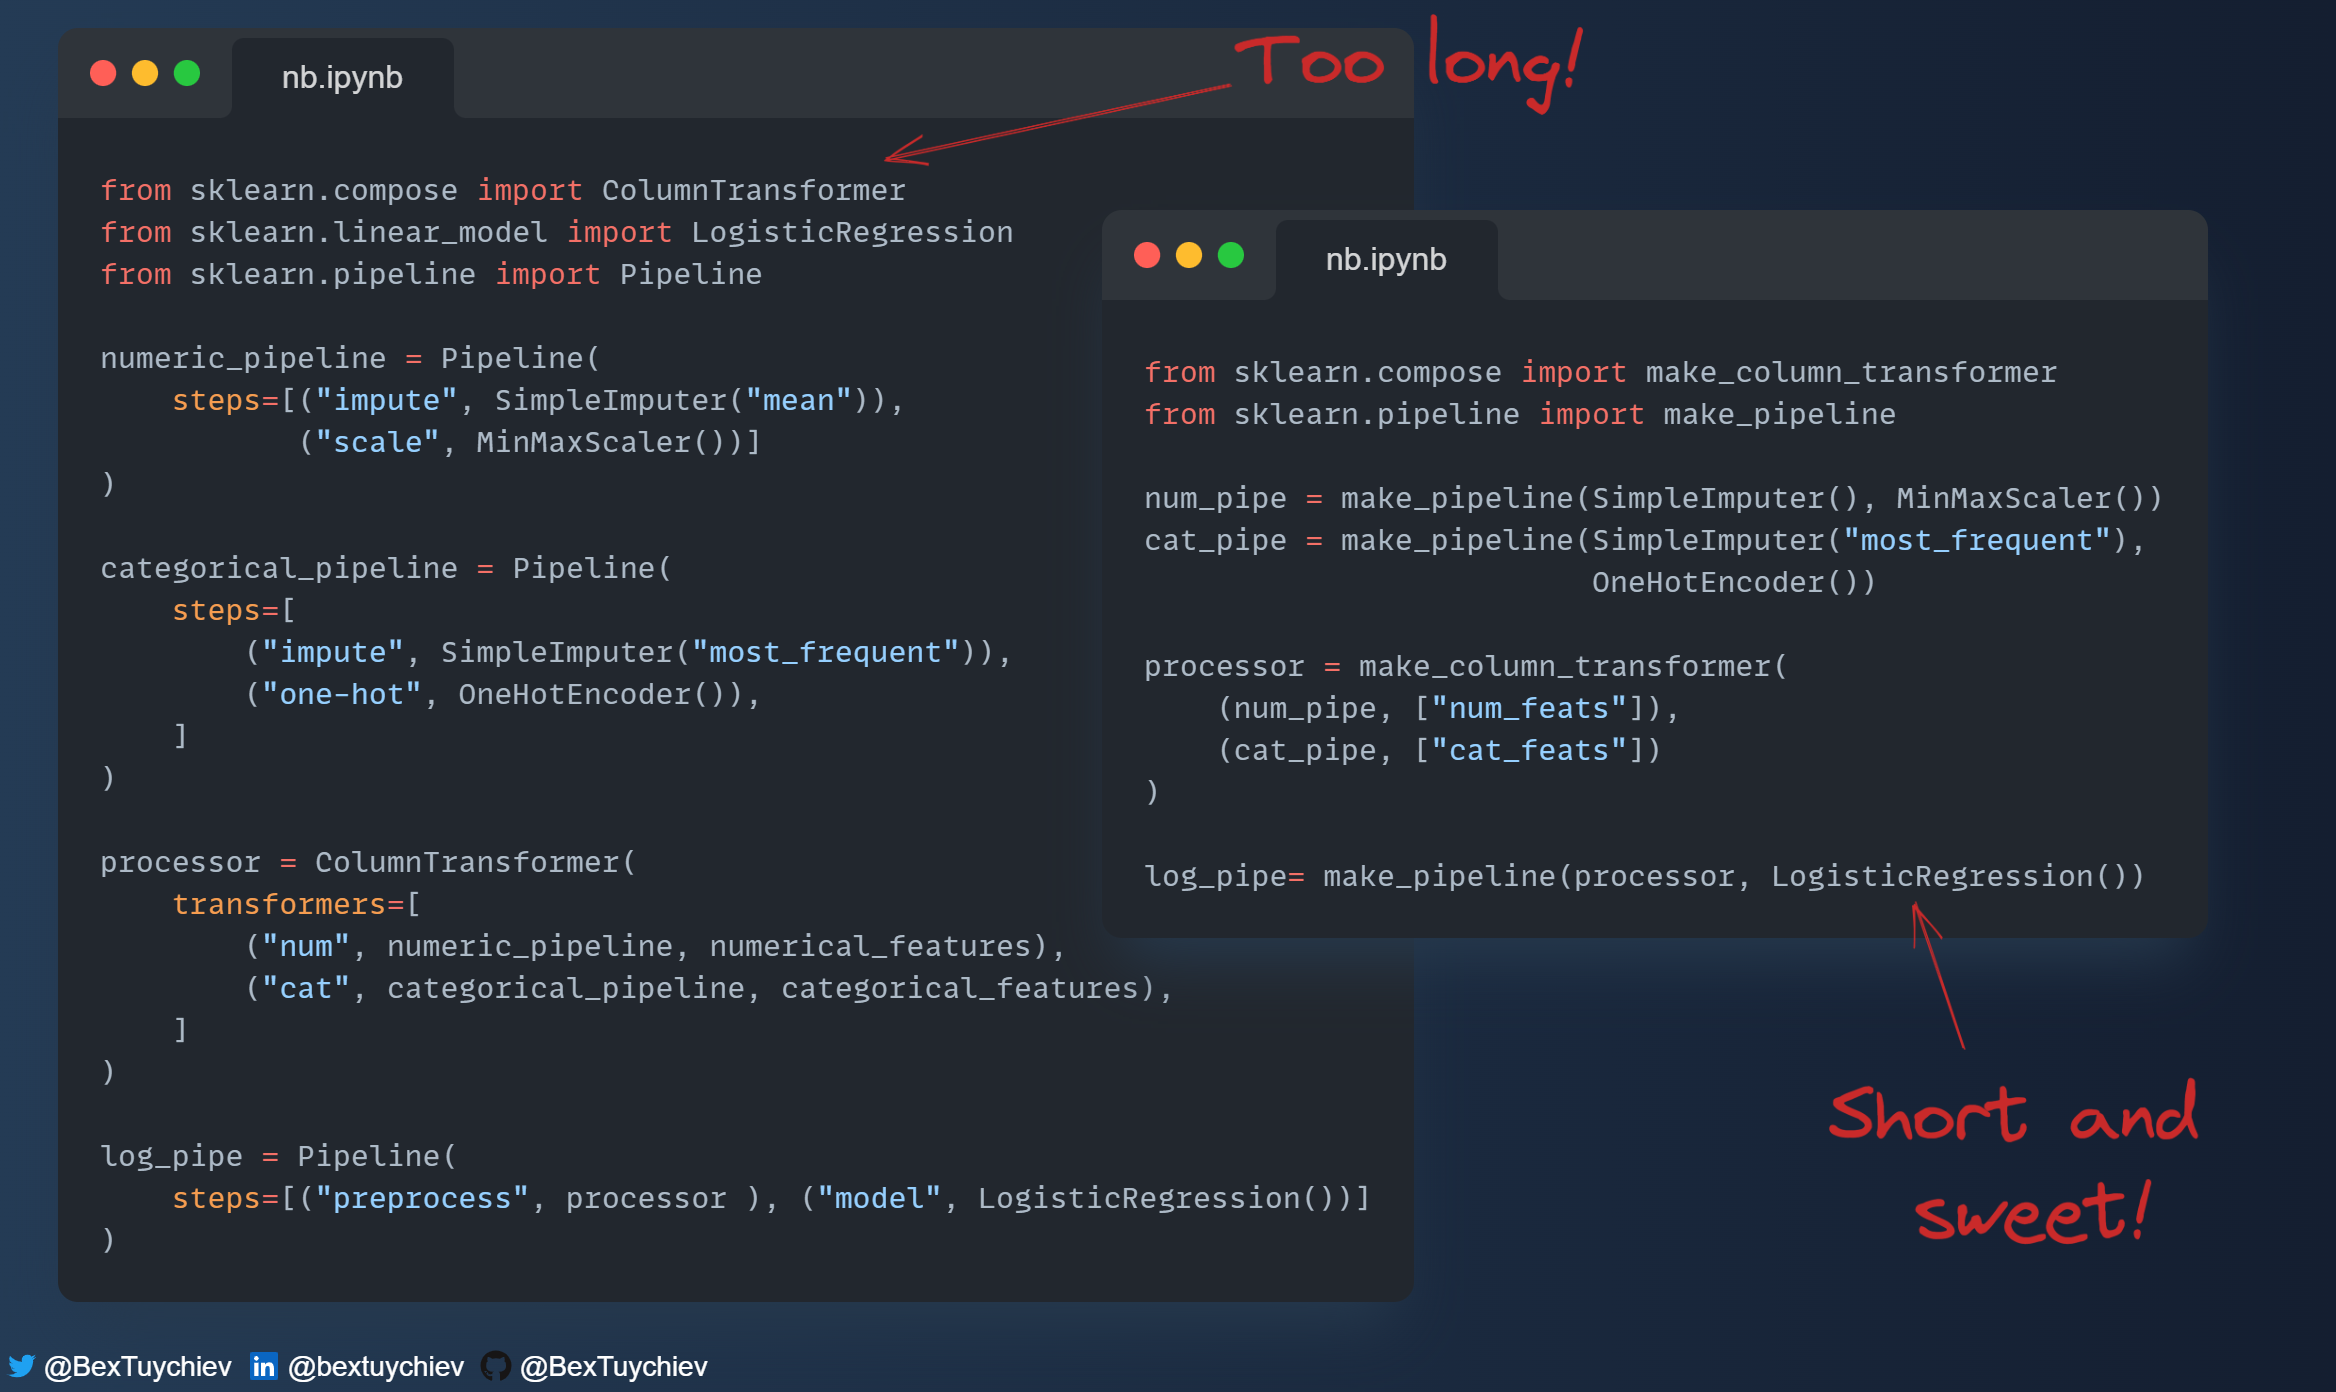 Too long!
nb.ipynb
from sklearn.compose import ColumnTransformer
from sklearn.linear_model import LogisticRegression
from sklearn.pipeline import Pipeline

numeric_pipeline = Pipeline(
    steps=[("impute", SimpleImputer("mean")),
           ("scale", MinMaxScaler())]
)

categorical_pipeline = Pipeline(
    steps=[
        ("impute", SimpleImputer("most_frequent")),
        ("one-hot", OneHotEncoder()),
    ]
)

processor = ColumnTransformer(
    transformers=[
        ("num", numeric_pipeline, numerical_features),
        ("cat", categorical_pipeline, categorical_features),
    ]
)

log_pipe = Pipeline(
    steps=[("preprocess", processor ), ("model", LogisticRegression())]
)
nb.ipynb
from sklearn.compose import make_column_transformer
from sklearn.pipeline import make_pipeline

num_pipe = make_pipeline(SimpleImputer(), MinMaxScaler())
cat_pipe = make_pipeline(SimpleImputer("most_frequent"),
                         OneHotEncoder())

processor = make_column_transformer(
    (num_pipe, ["num_feats"]),
    (cat_pipe, ["cat_feats"])
)

log_pipe= make_pipeline(processor, LogisticRegression())
Short and
sweet!
@BexTuychiev in @bextuychiev @BexTuychiev